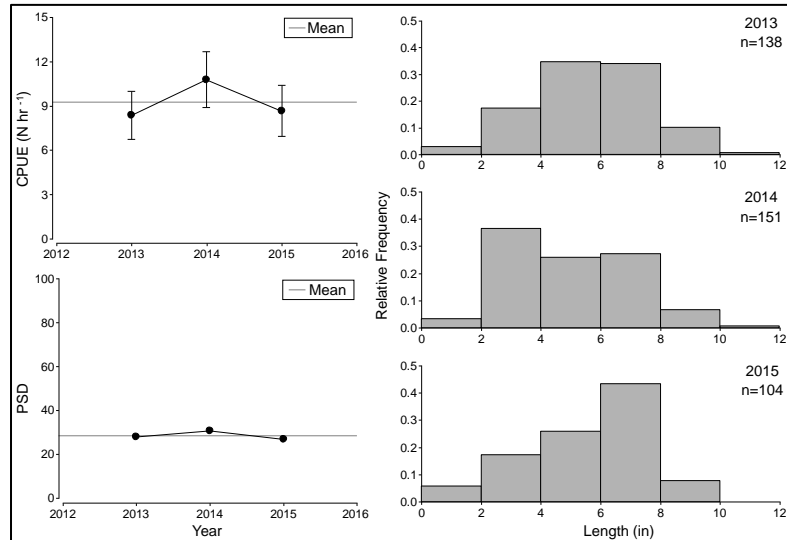 Mean
15
12
9
6
3
0
CPUE (N hr -1)
2012 2013 2014 2015 2016
Mean
100
80
60
40
20
0
PSD
2012 2013 2014 2015 2016
Year
Relative Frequency
2013
n=138
0.5
0.4
0.3
0.2
0.1
0.0
0 2 4 6 8 10 12
2014
n=151
0.5
0.4
0.3
0.2
0.1
0.0
0 2 4 6 8 10 12
2015
n=104
0.5
0.4
0.3
0.2
0.1
0.0
0 2 4 6 8 10 12
Length (in)